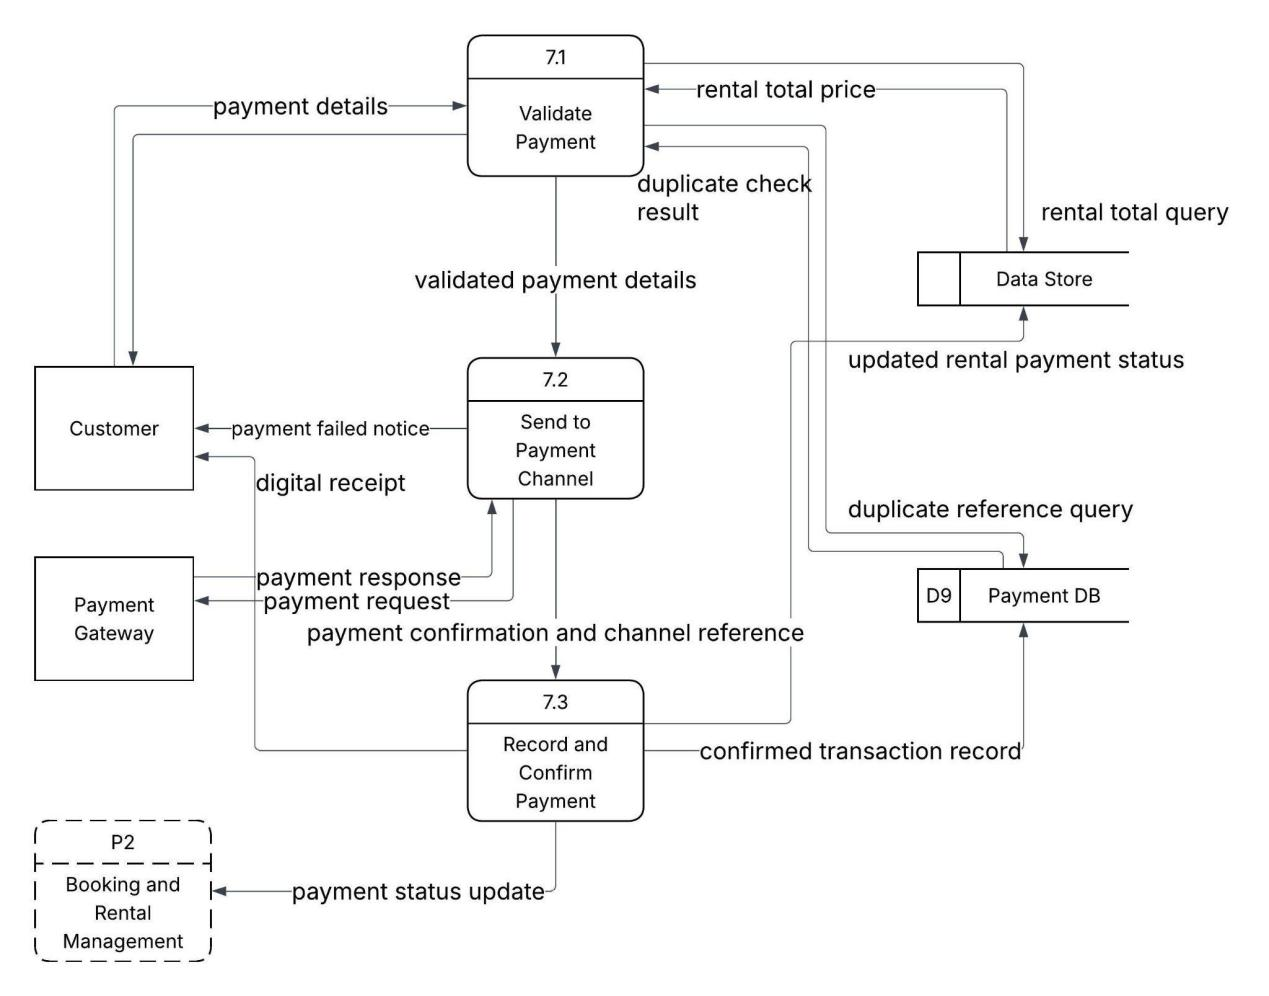 7.1
Validate
Payment
payment details
rental total price
duplicate check
result
rental total query
validated payment details
Data Store
updated rental payment status
7.2
Send to
Payment
Channel
Customer
payment failed notice
digital receipt
duplicate reference query
payment response
payment request
Payment
Gateway
D9
Payment DB
payment confirmation and channel reference
7.3
Record and
Confirm
Payment
confirmed transaction record
P2
Booking and
Rental
Management
payment status update